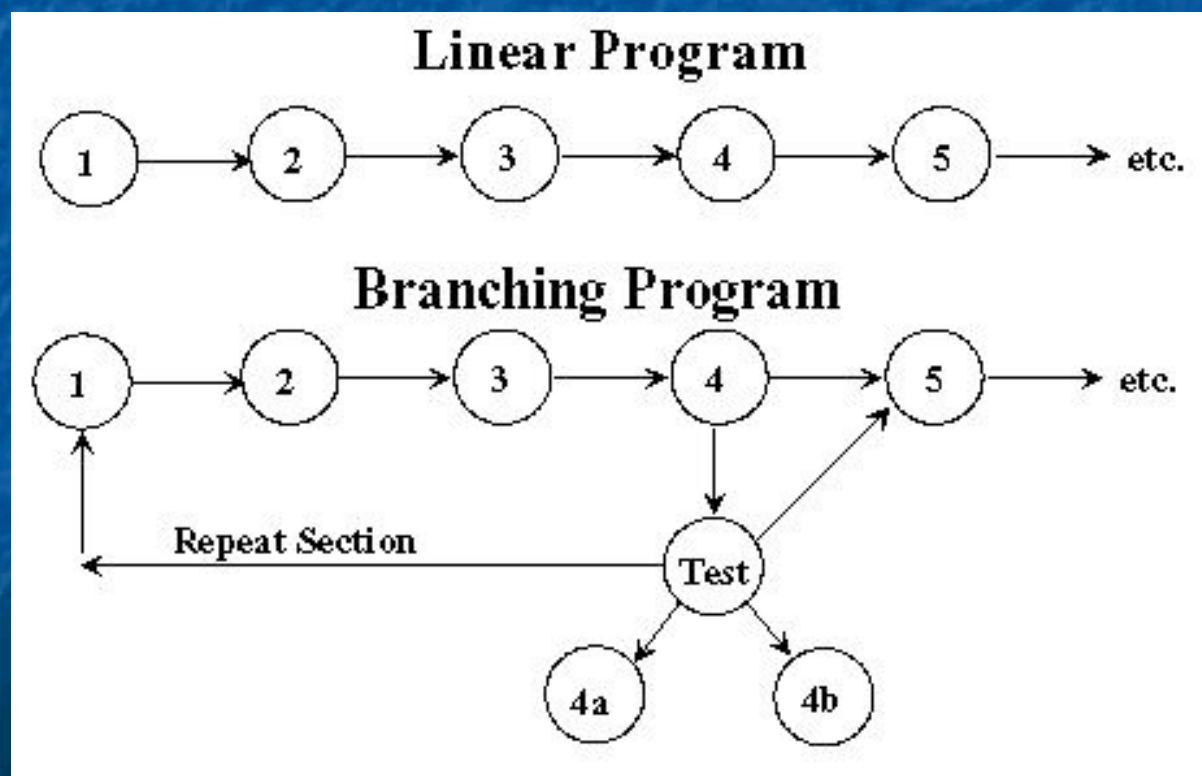 Linear Program
1 2 3 4 5 etc.
Branching Program
1 2 3 4 5 etc.
Repeat Section
Test
4a 4b